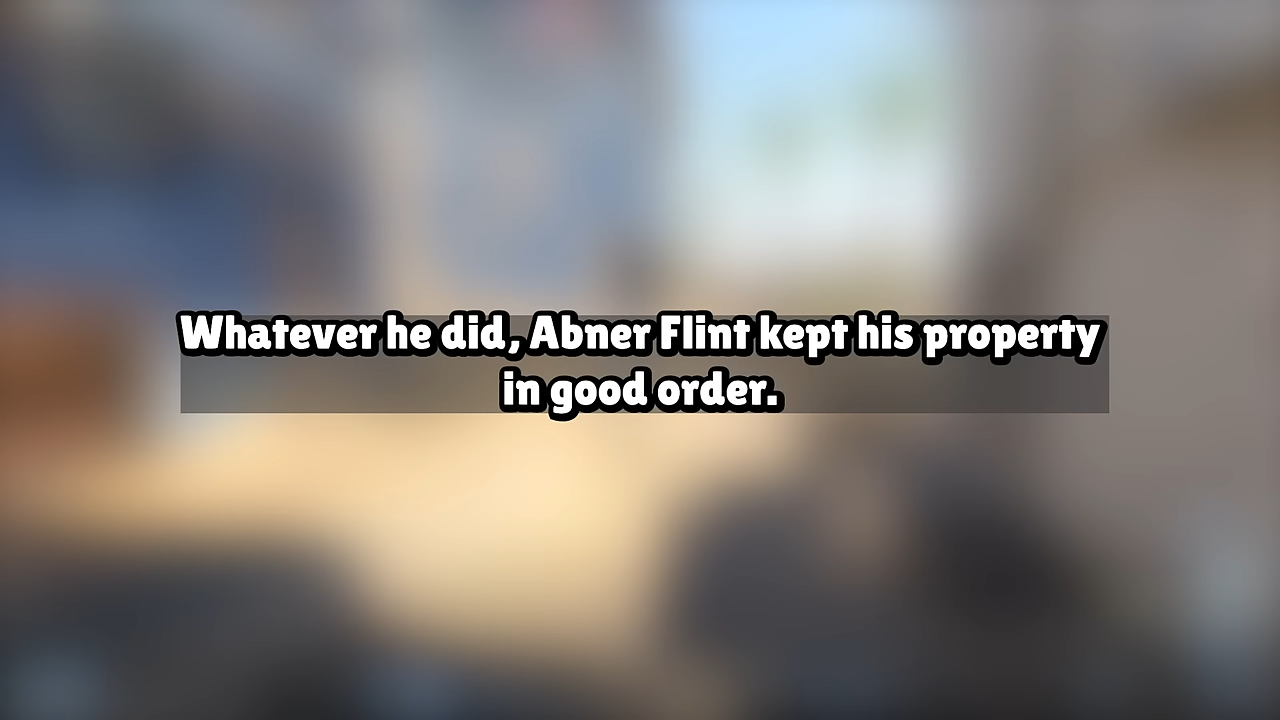 Whatever he did, Abner Flint kept his property
in good order.